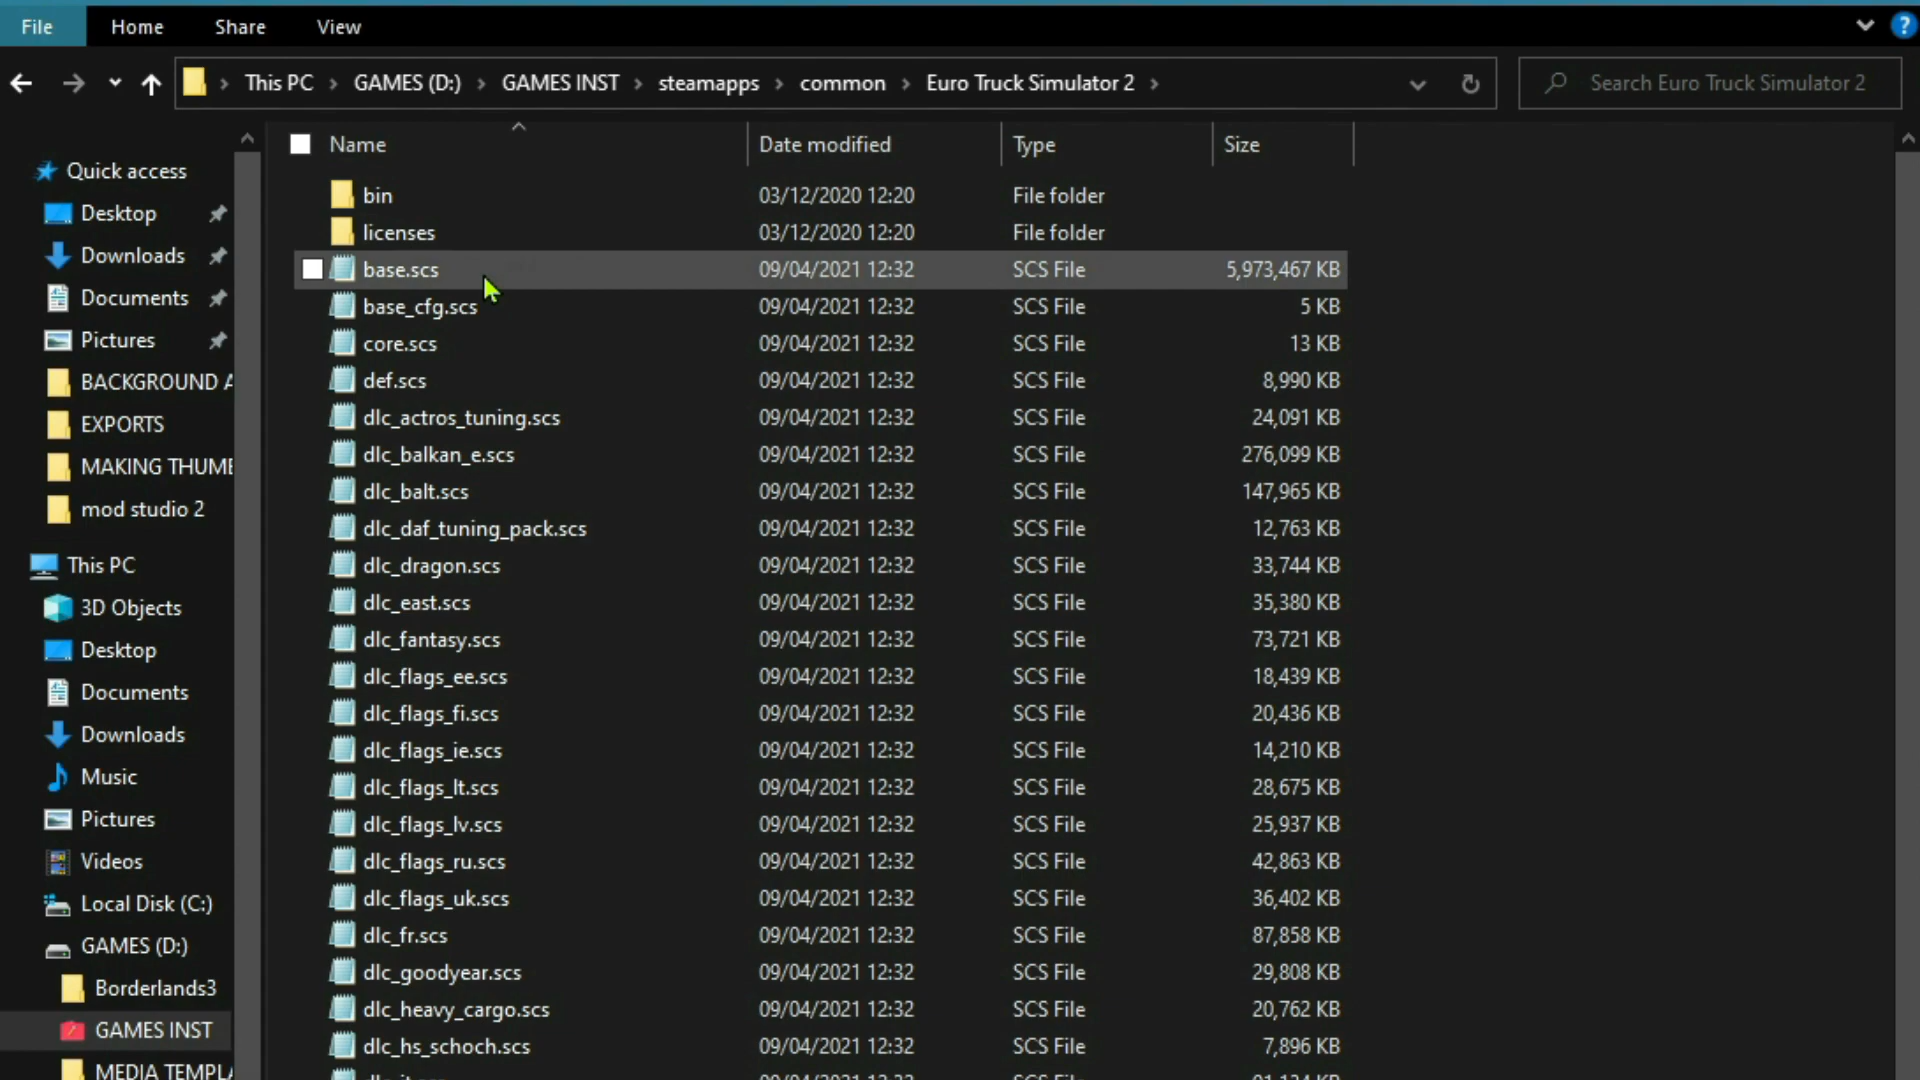 File Home Share View
This PC GAMES (D:) GAMES INST steamapps common Euro Truck Simulator 2 Search Euro Truck Simulator 2
Name Date modified Type Size
Quick access
Desktop
Downloads
Documents
Pictures
BACKGROUND A
EXPORTS
MAKING THUME
mod studio 2
This PC
3D Objects
Desktop
Documents
Downloads
Music
Pictures
Videos
Local Disk (C:)
GAMES (D:)
Borderlands3
GAMES INST
MEDIA TEMPLA
bin 03/12/2020 12:20 File folder
licenses 03/12/2020 12:20 File folder
base.scs 09/04/2021 12:32 SCS File 5,973,467 KB
base_cfg.scs 09/04/2021 12:32 SCS File 5 KB
core.scs 09/04/2021 12:32 SCS File 13 KB
def.scs 09/04/2021 12:32 SCS File 8,990 KB
dlc_actros_tuning.scs 09/04/2021 12:32 SCS File 24,091 KB
dlc_balkan_e.scs 09/04/2021 12:32 SCS File 276,099 KB
dlc_balt.scs 09/04/2021 12:32 SCS File 147,965 KB
dlc_daf_tuning_pack.scs 09/04/2021 12:32 SCS File 12,763 KB
dlc_dragon.scs 09/04/2021 12:32 SCS File 33,744 KB
dlc_east.scs 09/04/2021 12:32 SCS File 35,380 KB
dlc_fantasy.scs 09/04/2021 12:32 SCS File 73,721 KB
dlc_flags_ee.scs 09/04/2021 12:32 SCS File 18,439 KB
dlc_flags_fi.scs 09/04/2021 12:32 SCS File 20,436 KB
dlc_flags_ie.scs 09/04/2021 12:32 SCS File 14,210 KB
dlc_flags_lt.scs 09/04/2021 12:32 SCS File 28,675 KB
dlc_flags_lv.scs 09/04/2021 12:32 SCS File 25,937 KB
dlc_flags_ru.scs 09/04/2021 12:32 SCS File 42,863 KB
dlc_flags_uk.scs 09/04/2021 12:32 SCS File 36,402 KB
dlc_fr.scs 09/04/2021 12:32 SCS File 87,858 KB
dlc_goodyear.scs 09/04/2021 12:32 SCS File 29,808 KB
dlc_heavy_cargo.scs 09/04/2021 12:32 SCS File 20,762 KB
dlc_hs_schoch.scs 09/04/2021 12:32 SCS File 7,896 KB